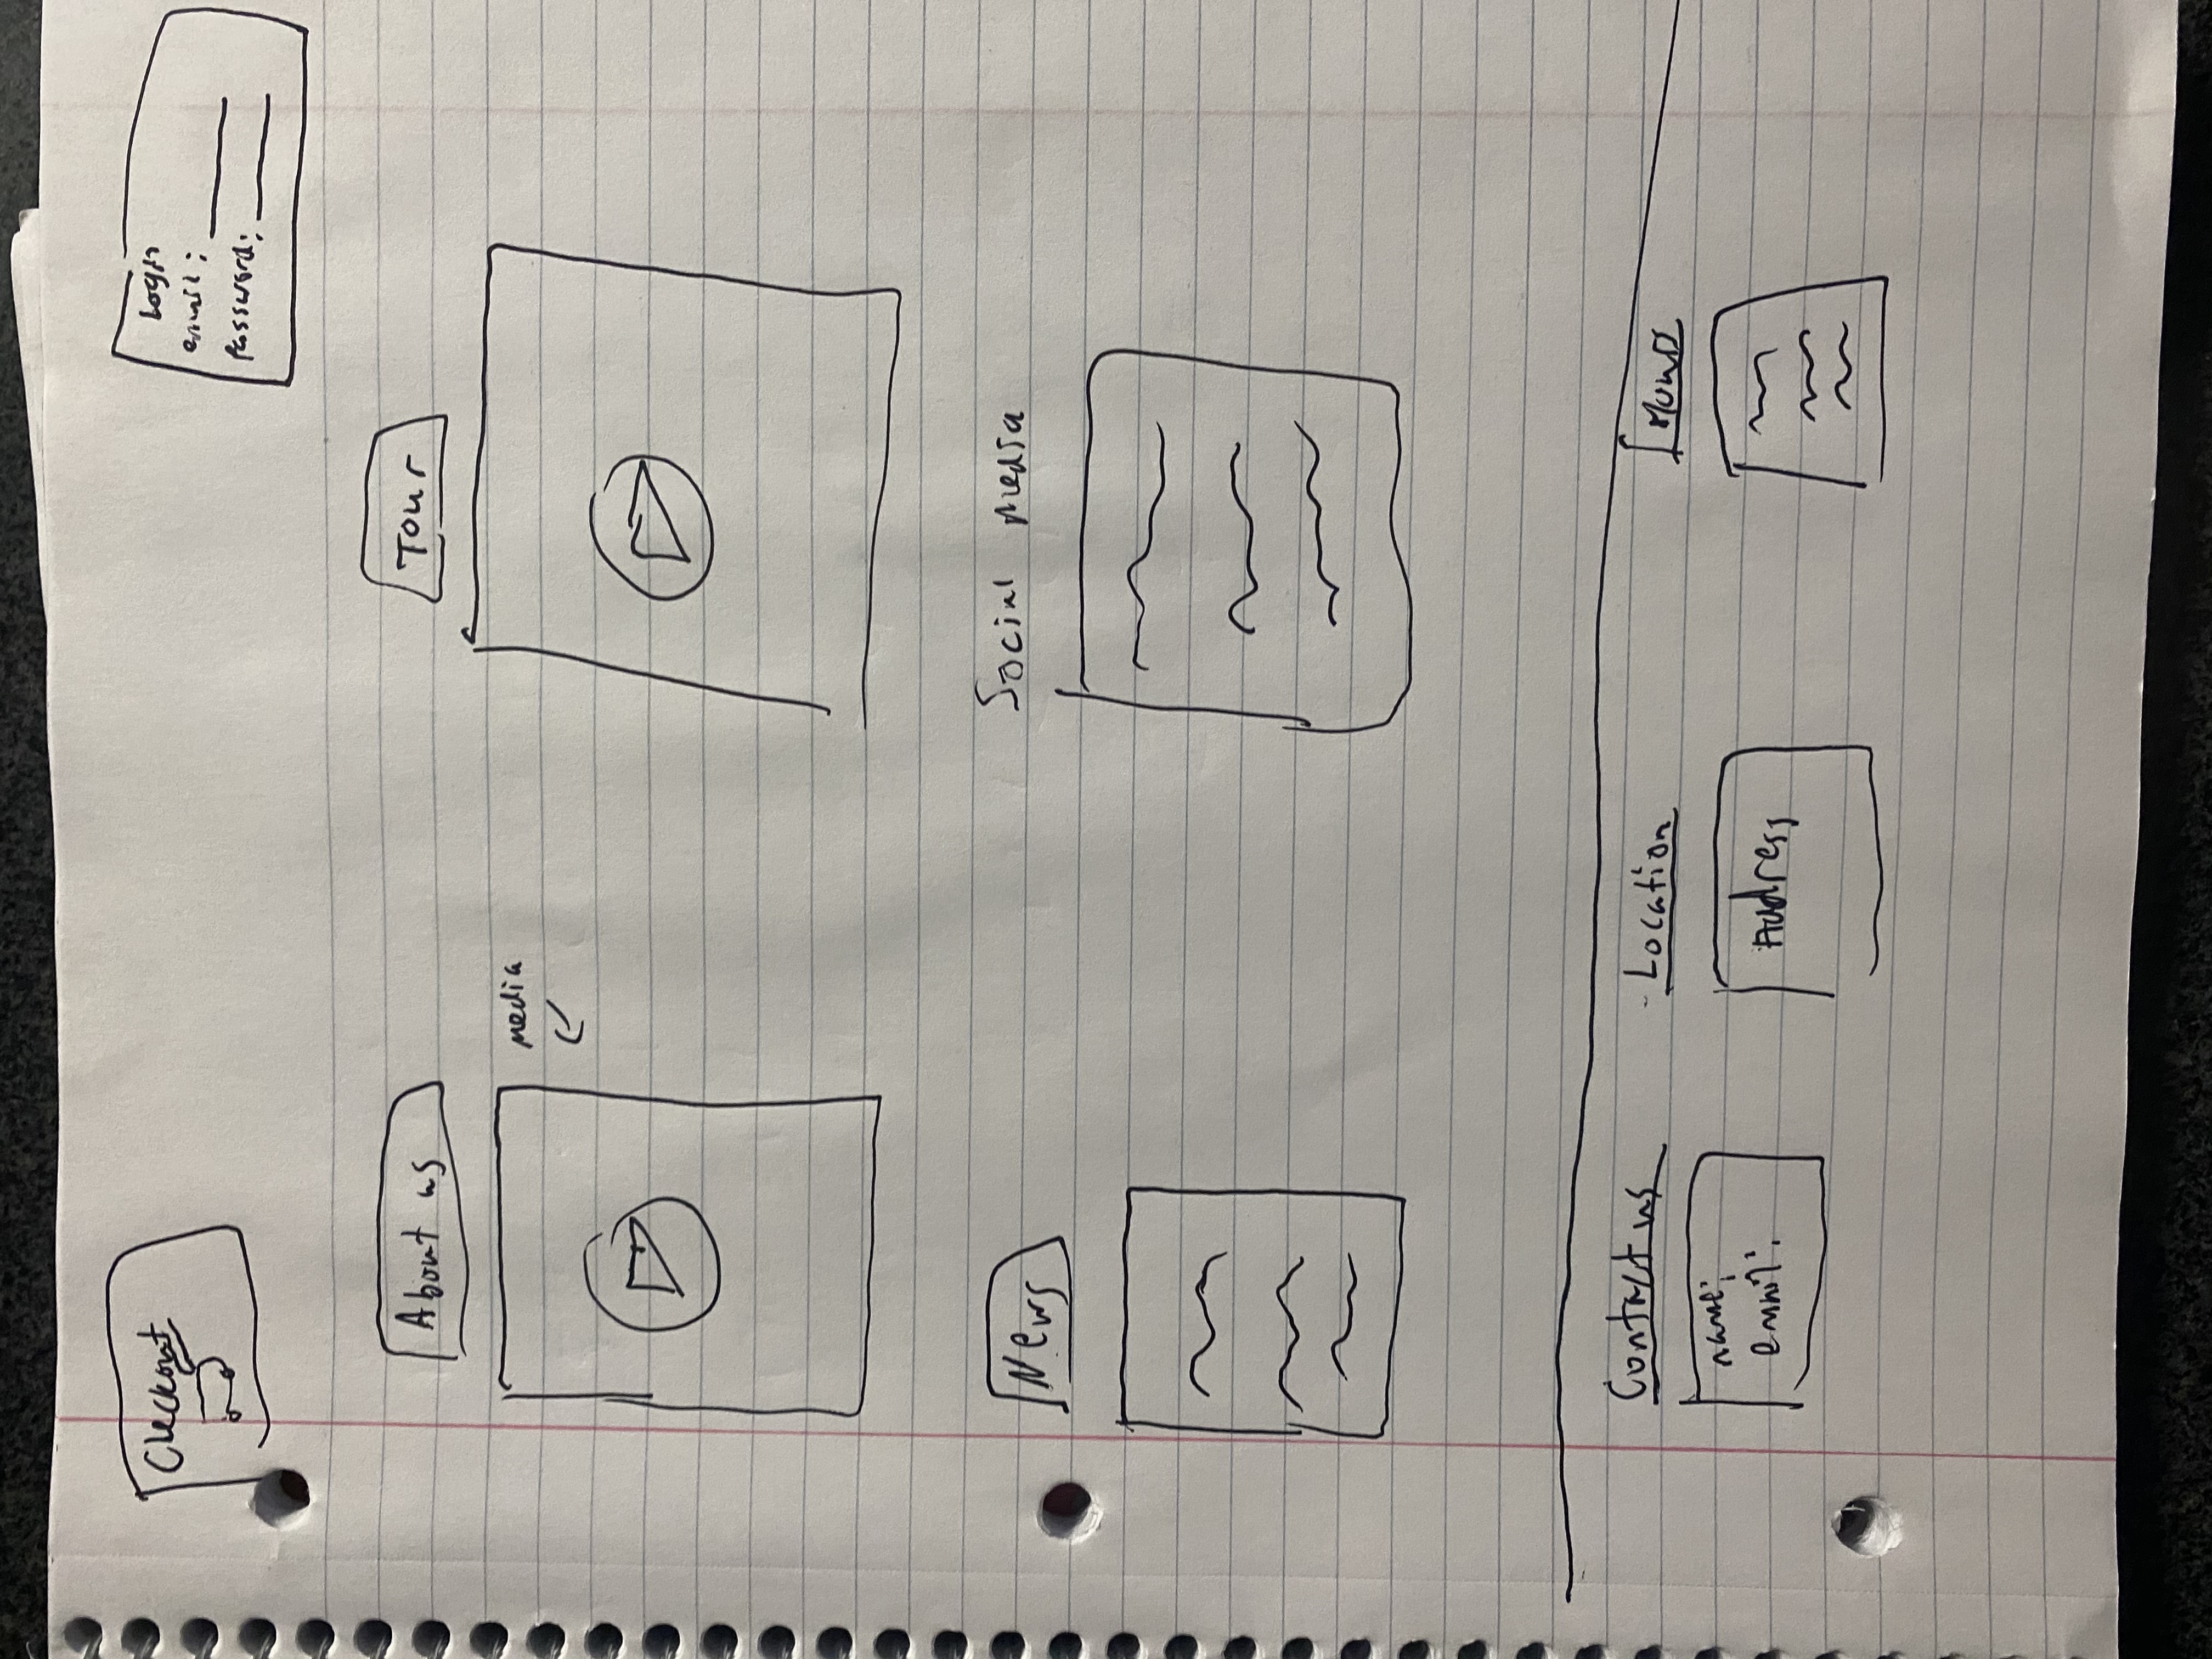 Checkout
Login
email:
Password:
About us
Tour
media
News
Social Media
Contact us
Location
Hours
name:
email:
Address